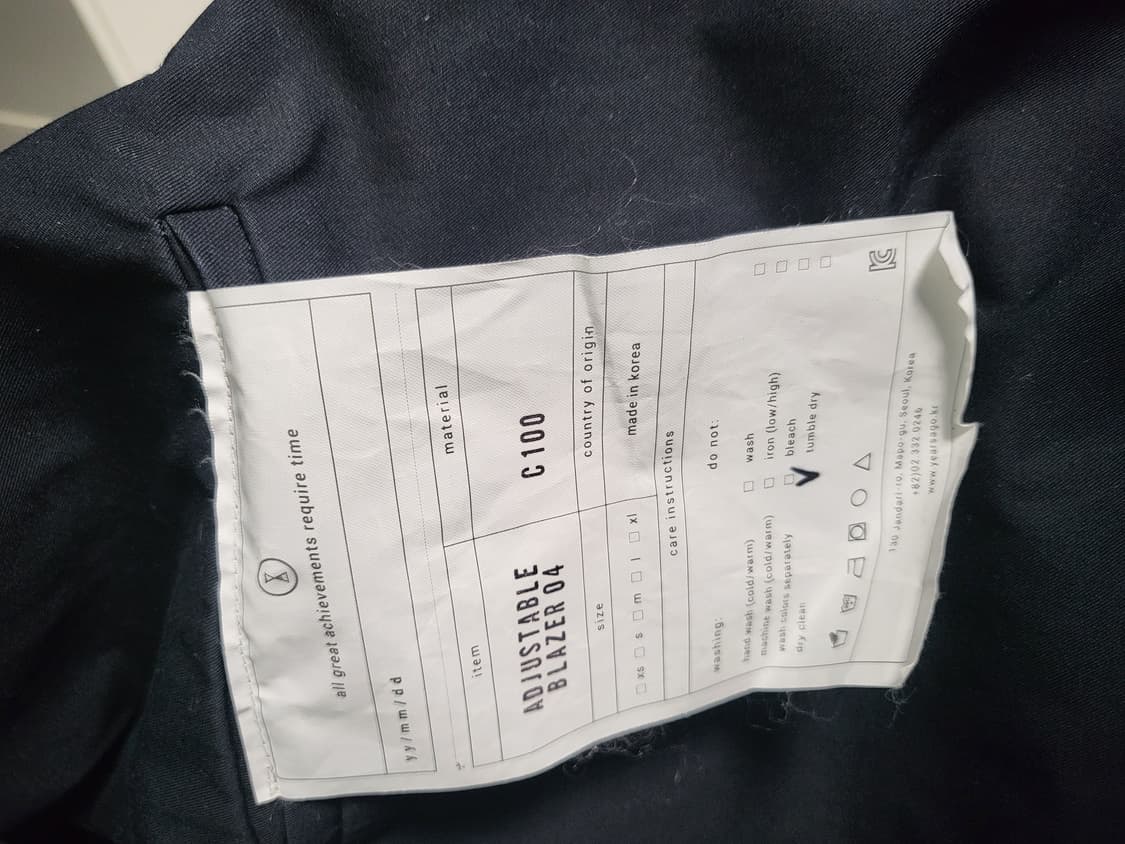 all great achievements require time
yy/mm/dd
item
material
ADJUSTABLE
BLAZER 04
C100
size
country of origin
xs s m l xl
made in korea
care instructions
washing:
do not:
hand wash (cold/warm)
wash
machine wash (cold/warm)
iron (low/high)
wash colors separately
bleach
dry clean
tumble dry
130 Jandari-ro, Mapo-gu, Seoul, Korea
+82)02 332 0246
www.yearsago.kr